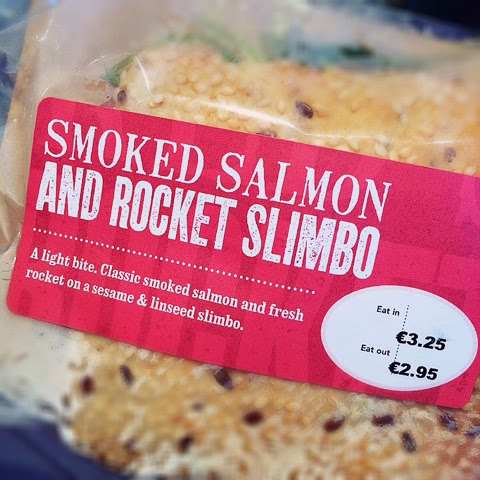 SMOKED SALMON
AND ROCKET SLIMBO
A light bite. Classic smoked salmon and fresh
rocket on a sesame & linseed slimbo.
Eat in
€3.25
Eat out
€2.95